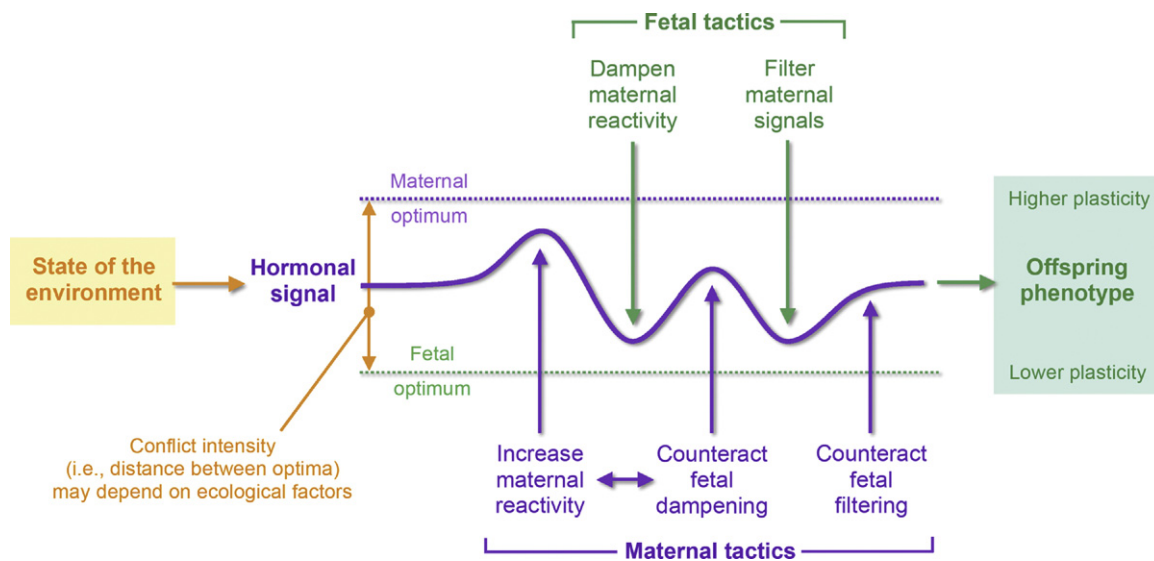 Fetal tactics
Dampen
maternal
reactivity
Filter
maternal
signals
Maternal
optimum
Higher plasticity
State of the
environment
Hormonal
signal
Offspring
phenotype
Fetal
optimum
Lower plasticity
Conflict intensity
(i.e., distance between optima)
may depend on ecological factors
Increase
maternal
reactivity
Counteract
fetal
dampening
Counteract
fetal
filtering
Maternal tactics